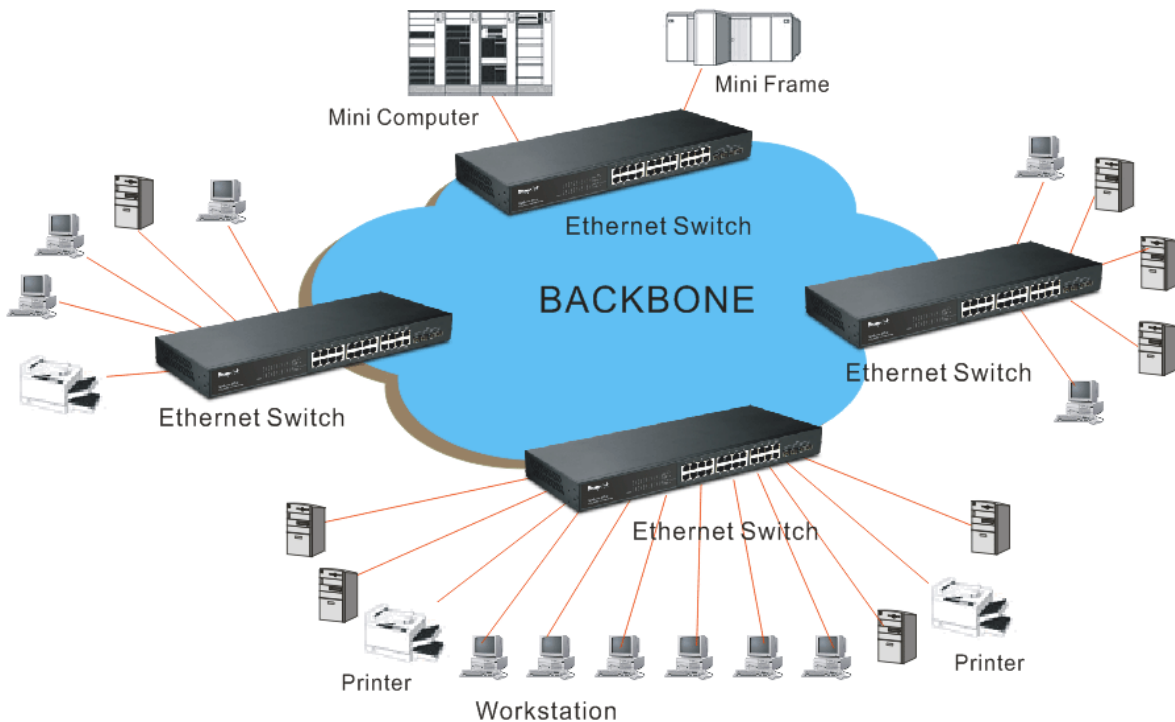 Mini Computer
Mini Frame
Ethernet Switch
BACKBONE
Ethernet Switch
Ethernet Switch
Ethernet Switch
Printer
Printer
Workstation